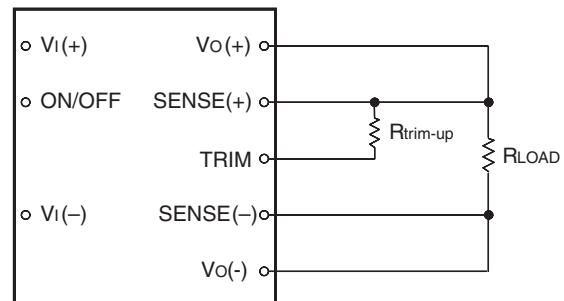 VI(+) VO(+)
ON/OFF SENSE(+)
Rtrim-up
TRIM RLOAD
VI(–) SENSE(–)
VO(-)